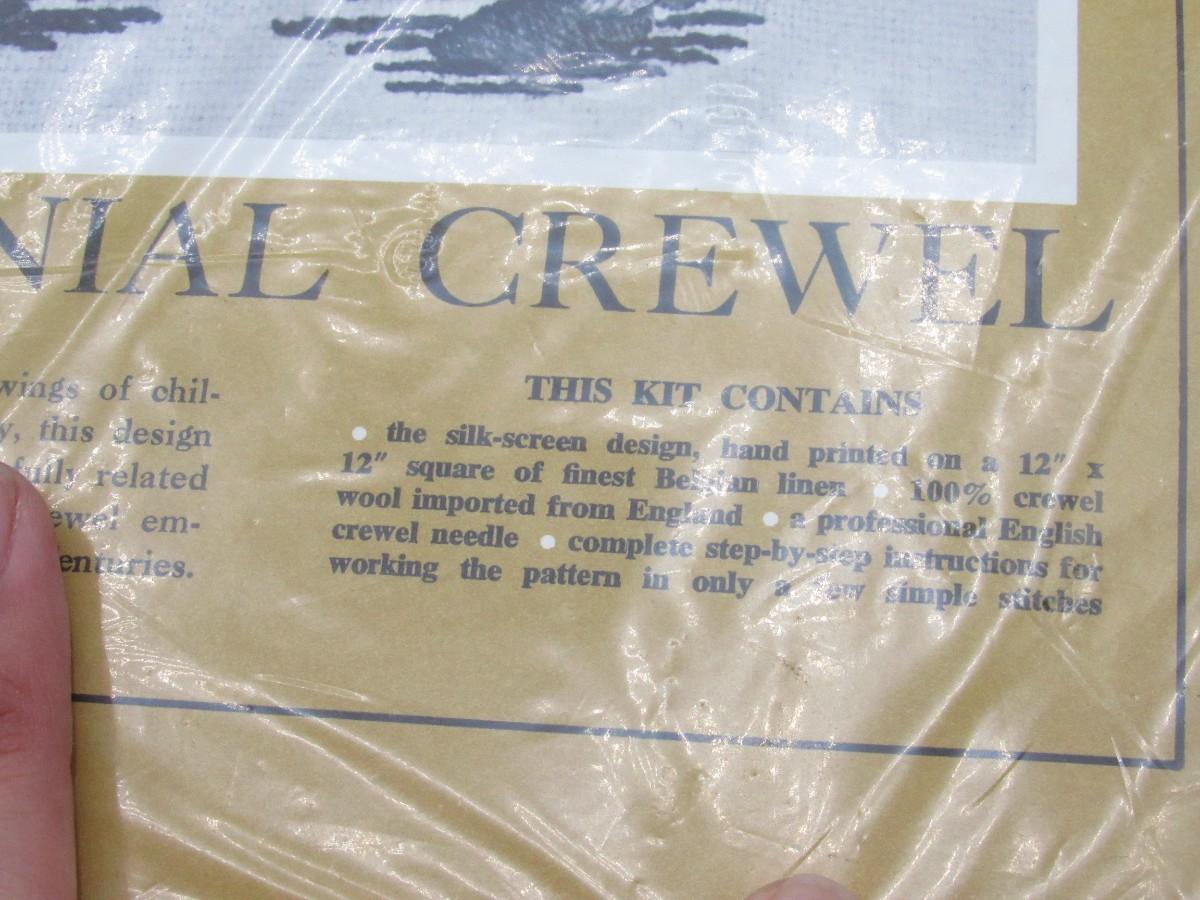 NIAL CREWEL
wings of chil-
y, this design
fully related
ewel em-
enturies.
THIS KIT CONTAINS
• the silk-screen design, hand printed on a 12" x
12" square of finest Belgian linen • 100% crewel
wool imported from England • a professional English
crewel needle • complete step-by-step instructions for
working the pattern in only a few simple stitches